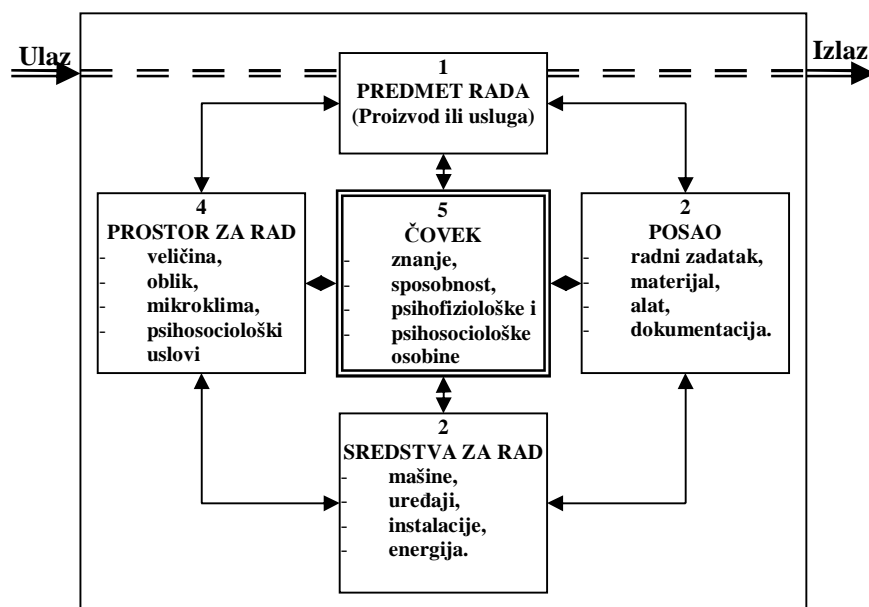 Ulaz
Izlaz
1
PREDMET RADA
(Proizvod ili usluga)
4
PROSTOR ZA RAD
- veličina,
- oblik,
- mikroklima,
- psihosociološki
uslovi
5
ČOVEK
- znanje,
- sposobnost,
- psihofiziološke i
- psihosociološke
osobine
2
POSAO
- radni zadatak,
- materijal,
- alat,
- dokumentacija.
2
SREDSTVA ZA RAD
- mašine,
- uređaji,
- instalacije,
- energija.